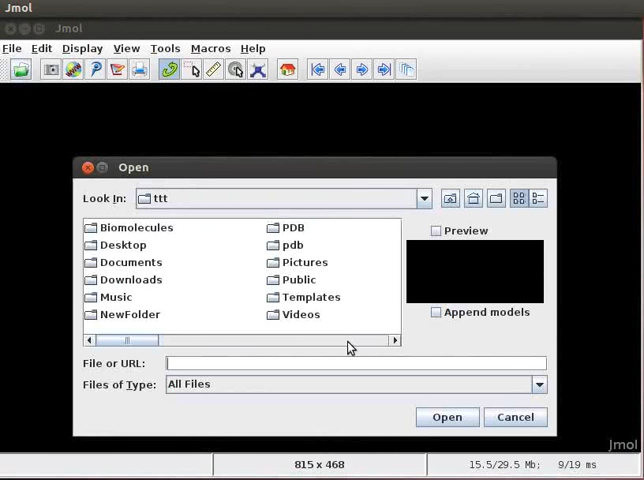 Jmol
Jmol
File Edit Display View Tools Macros Help
Open
Look In: ttt
Biomolecules PDB
Desktop pdb
Documents Pictures
Downloads Public
Music Templates
NewFolder Videos
Preview
Append models
File or URL:
Files of Type: All Files
Open Cancel
Jmol
815 x 468 15.5/29.5 Mb; 9/19 ms